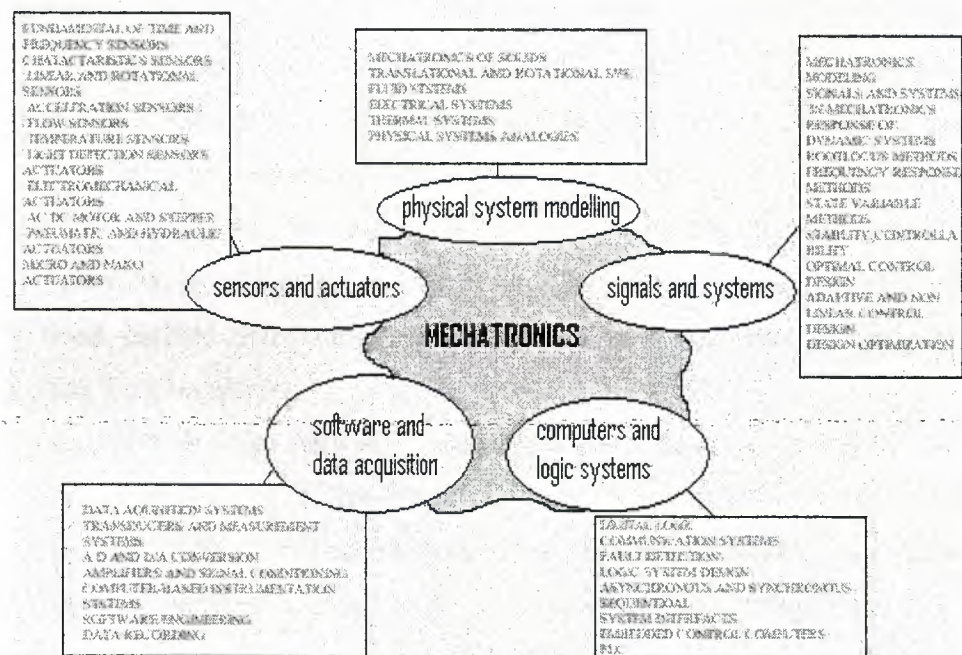 FUNDAMENTAL OF TIME AND
FREQUENCY SENSORS
CHATACTARISTICS SENSORS
LINEAR AND ROTATIONAL
SENSORS
ACCELERATION SENSORS
FLOW SENSORS
TEMPERATURE SENSORS
LIGHT DETECTION SENSORS
ACTUATORS
ELECTROMECHANICAL
ACTUATORS
AC DC MOTOR AND STEPPER
PNEUMATIC AND HYDRAULIC
ACTUATORS
MICRO AND NANO
ACTUATORS
MECHATRONICS OF SOLIDS
TRANSLATIONAL AND ROTATIONAL SYS.
FLUID SYSTEMS
ELECTRICAL SYSTEMS
THERMAL SYSTEMS
PHYSICAL SYSTEMS ANALOGIES
MECHATRONICS
MODELING
SIGNALS AND SYSTEMS
IN MECHATRONICS
RESPONSE OF
DYNAMIC SYSTEMS
ROOTLOCUS METHODS
FREQUENCY RESPONSE
METHODS
STATE VARIABLE
METHODS
STABILITY,CONTROLLA
BILITY
OPTIMAL CONTROL
DESIGN
ADAPTIVE AND NON
LINEAR CONTROL
DESIGN
DESIGN OPTIMIZATION
physical system modelling
sensors and actuators
signals and systems
MECHATRONICS
software and
data acquisition
computers and
logic systems
DATA AQUISITION SYSTEMS
TRANSDUCERS AND MEASUREMENT
SYSTEMS
A/D AND D/A CONVERSION
AMPLIFIERS AND SIGNAL CONDITIONING
COMPUTER-BASED INSTRUMENTATION
SYSTEMS
SOFTWARE ENGINEERING
DATA RECORDING
DIGITAL LOGIC
COMMUNICATION SYSTEMS
FAULT DETECTION
LOGIC SYSTEM DESIGN
ASYNCHRONOUS AND SYNCHRONOUS
SEQUENTIOAL
SYSTEM INTERFACES
EMBEDDED CONTROL COMPUTERS
PLC